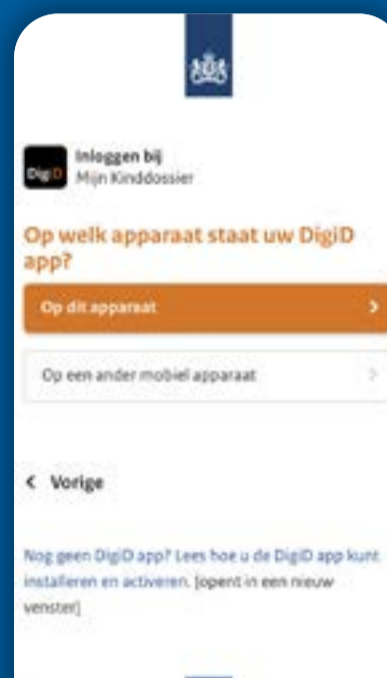 DigiD
Inloggen bij
Mijn Kinddossier
Op welk apparaat staat uw DigiD
app?
Op dit apparaat
Op een ander mobiel apparaat
Vorige
Nog geen DigiD app? Lees hoe u de DigiD app kunt
installeren en activeren. [opent in een nieuw
venster]